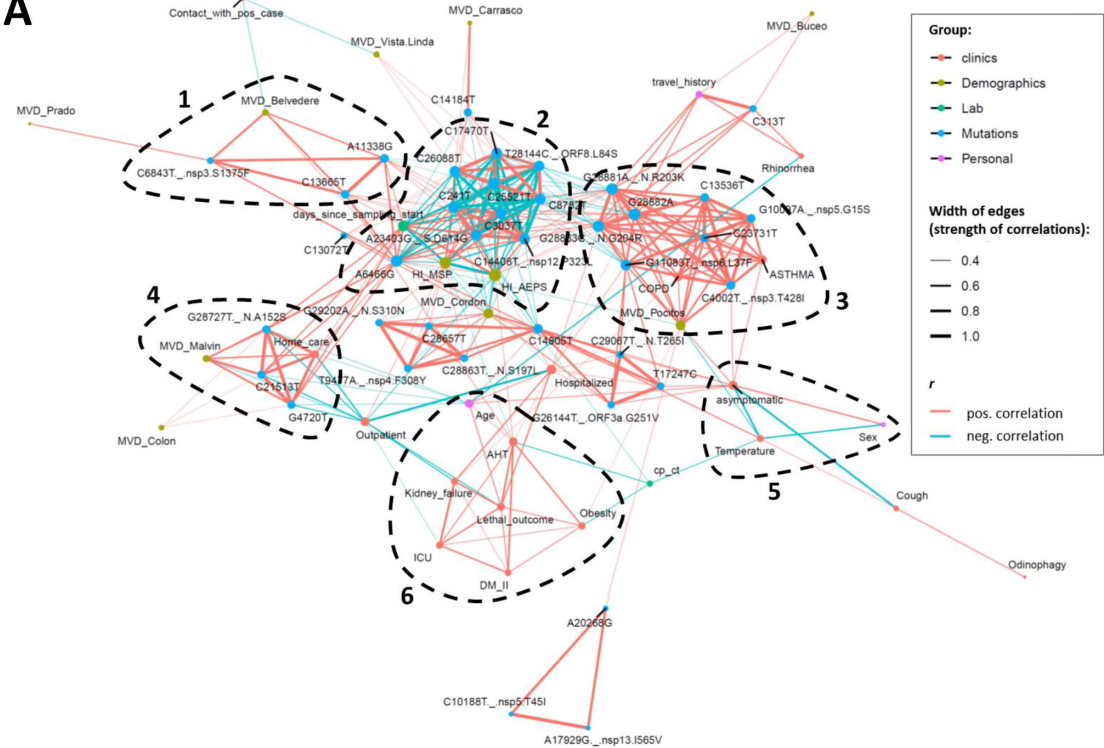 A
Contact_with_pos_case
MVD_Carrasco
MVD_Buceo
MVD_Vista.Linda
MVD_Prado
1
MVD_Belvedere
C14184T
travel_history
C313T
C17470T
2
A11338G
C26088T
T28144C._.ORF8.L84S
Rhinorrhea
C6843T._.nsp3.S1375F
C13665T
G28881A._.N.R203K
C13536T
C241T
C26521T
C8782T
G28882A
G10097A._.nsp5.G15S
days_since_sampling_start
C3037T
A23403G._.S.D614G
G28883C._.N.G204R
C23731T
C13072T
C14408T._.nsp12.P323L
G11083T._.nsp6.L37F
ASTHMA
A6466G
HI_MSP
HI_AEPS
COPD
C4002T._.nsp3.T428I
3
4
MVD_Cordon
MVD_Pocitos
G29202A._.N.S310N
G28727T._.N.A152S
C28657T
C14805T
C29067T._.N.T265I
Home_care
MVD_Malvin
C28863T._.N.S197L
T17247C
C21513T
T9477A._.nsp4.F308Y
Hospitalized
asymptomatic
G4720T
Age
G26144T._.ORF3a.G251V
Outpatient
MVD_Colon
Sex
AHT
Temperature
cp_ct
5
Kidney_failure
Lethal_outcome
Obesity
Cough
ICU
DM_II
6
Odinophagy
A20268G
C10188T._.nsp5.T45I
A17929G._.nsp13.I565V
Group:
clinics
Demographics
Lab
Mutations
Personal
Width of edges
(strength of correlations):
0.4
0.6
0.8
1.0
r
pos. correlation
neg. correlation